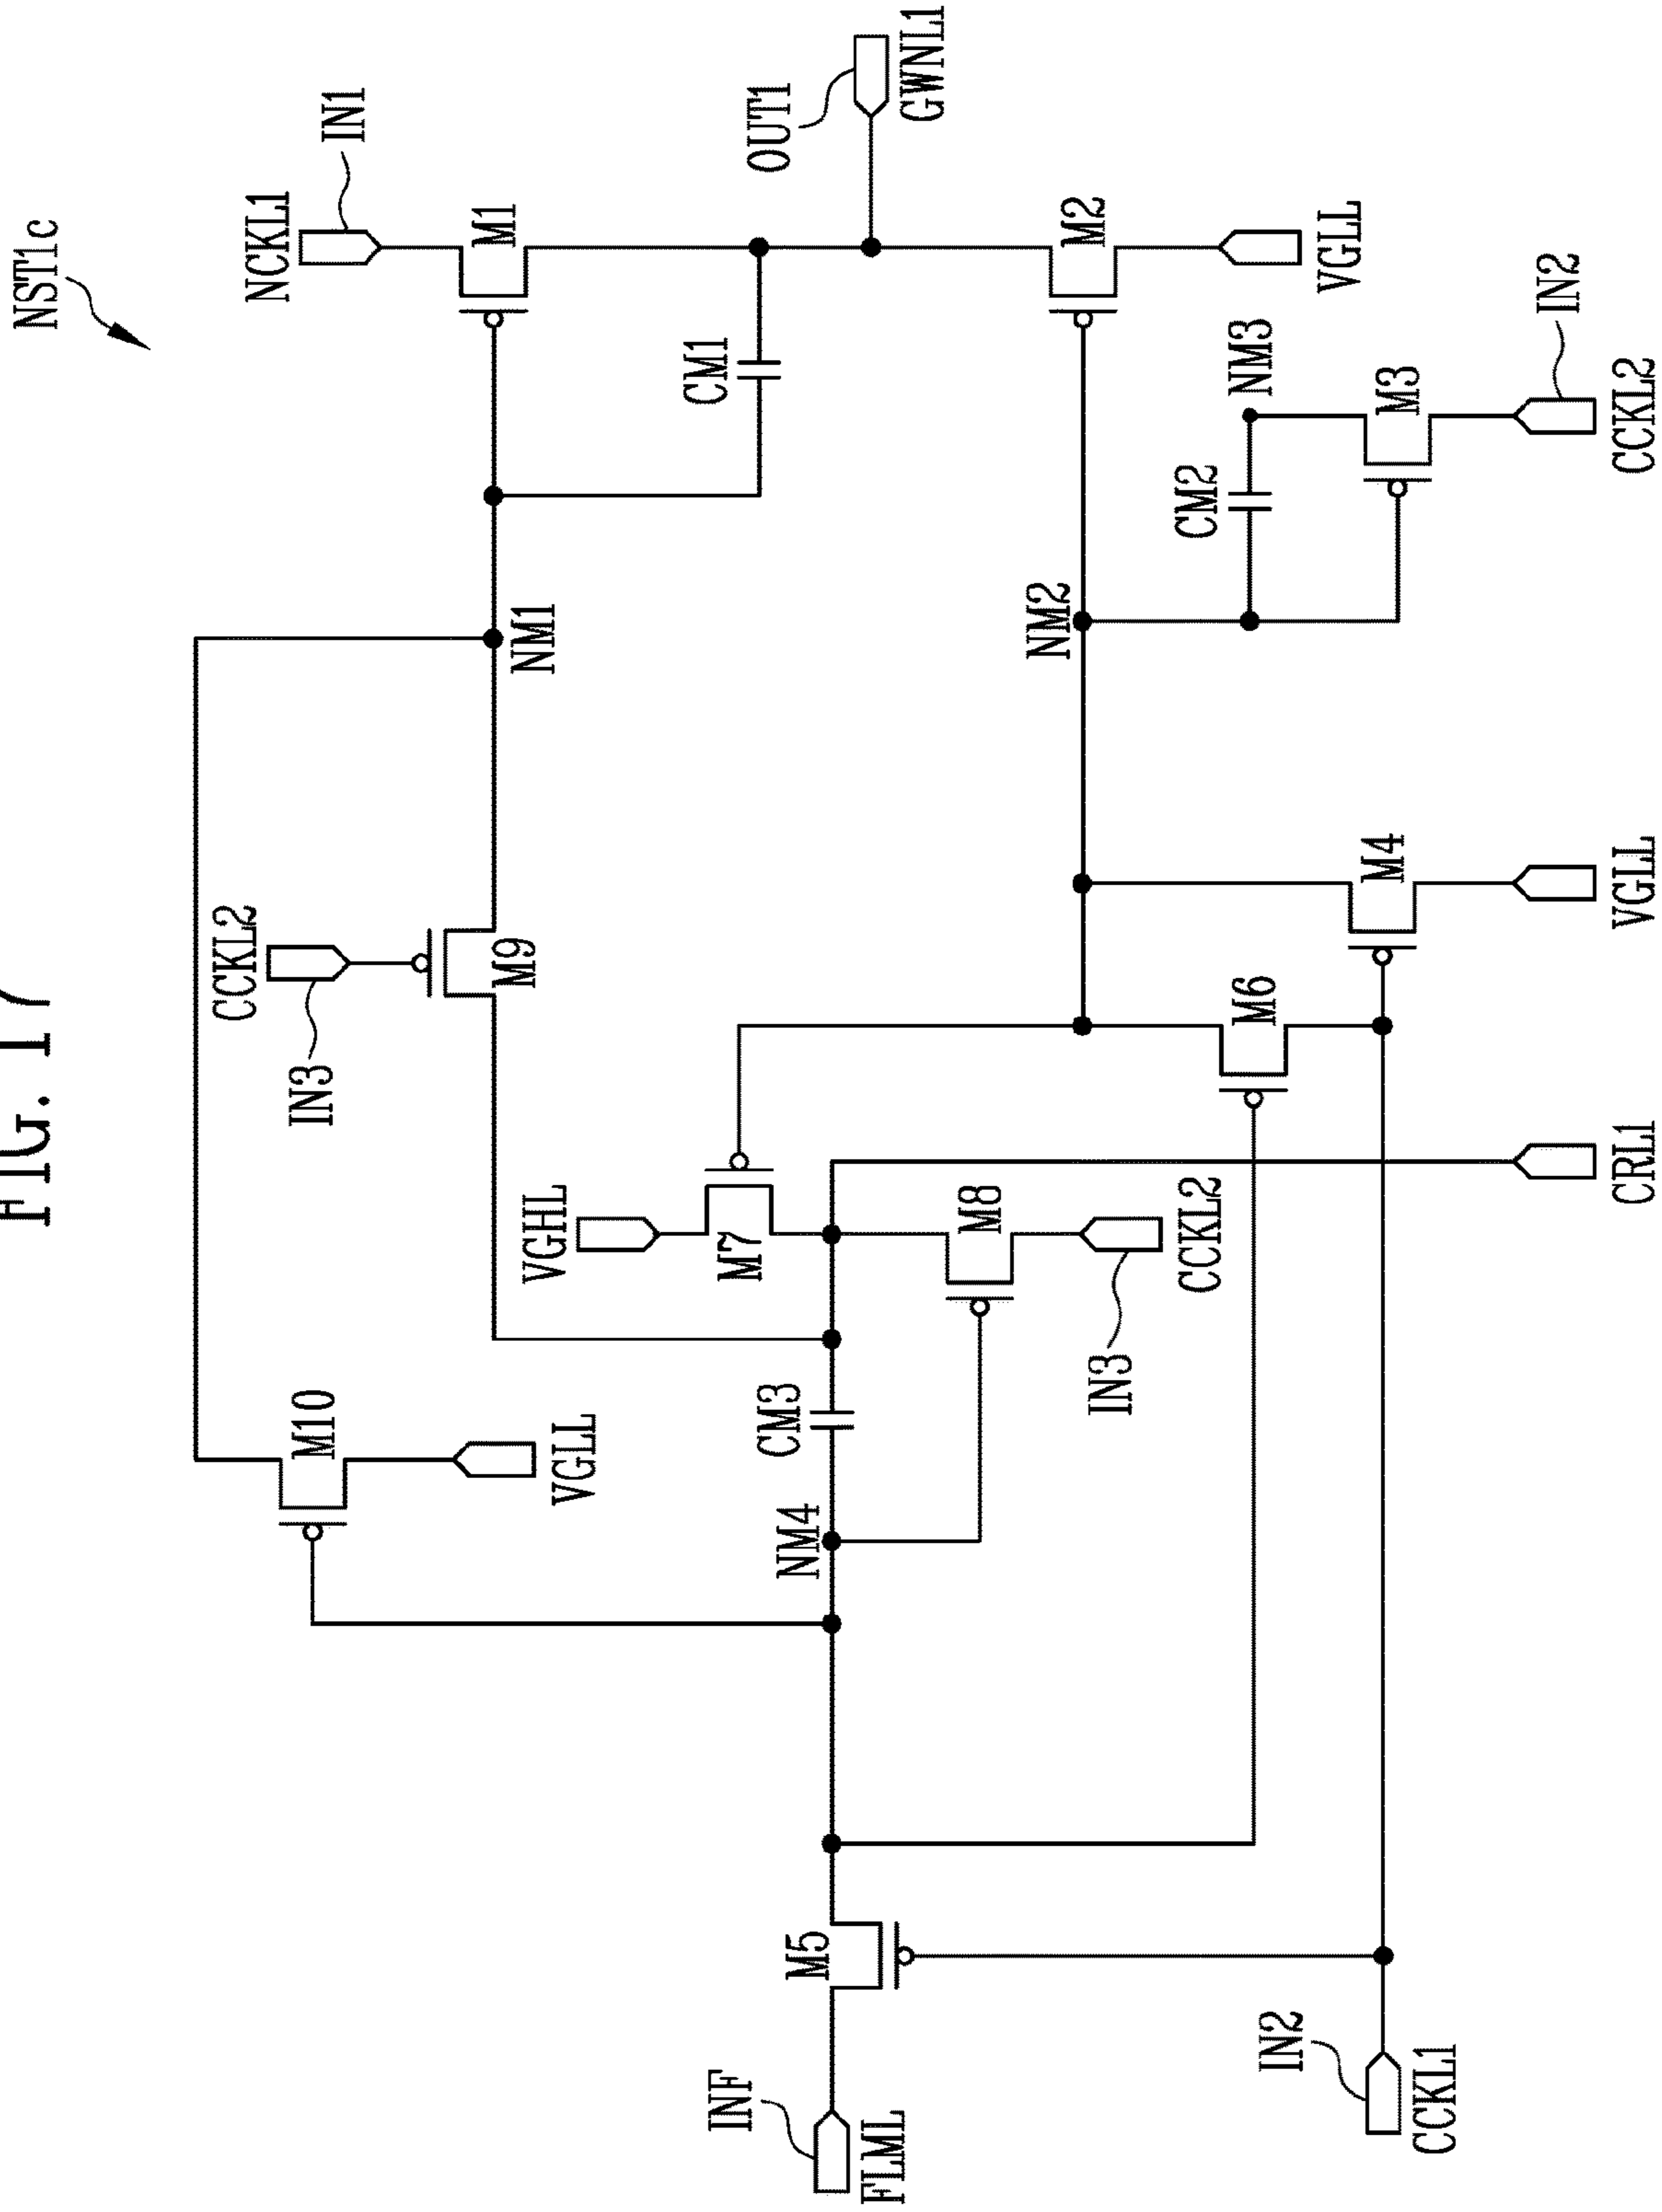 FIG. 17
NST1c
NCKL1
IN1
M1
OUT1
GWNL1
CM1
M2
VGLL
NM1
NM2
NM3
CM2
M3
IN2
CCKL2
CCKL2
IN3
M9
M4
VGLL
M6
VGHL
M7
M8
CCKL2
IN3
CRL1
M10
VGLL
CM3
NM4
M5
INF
FLML
IN2
CCKL1